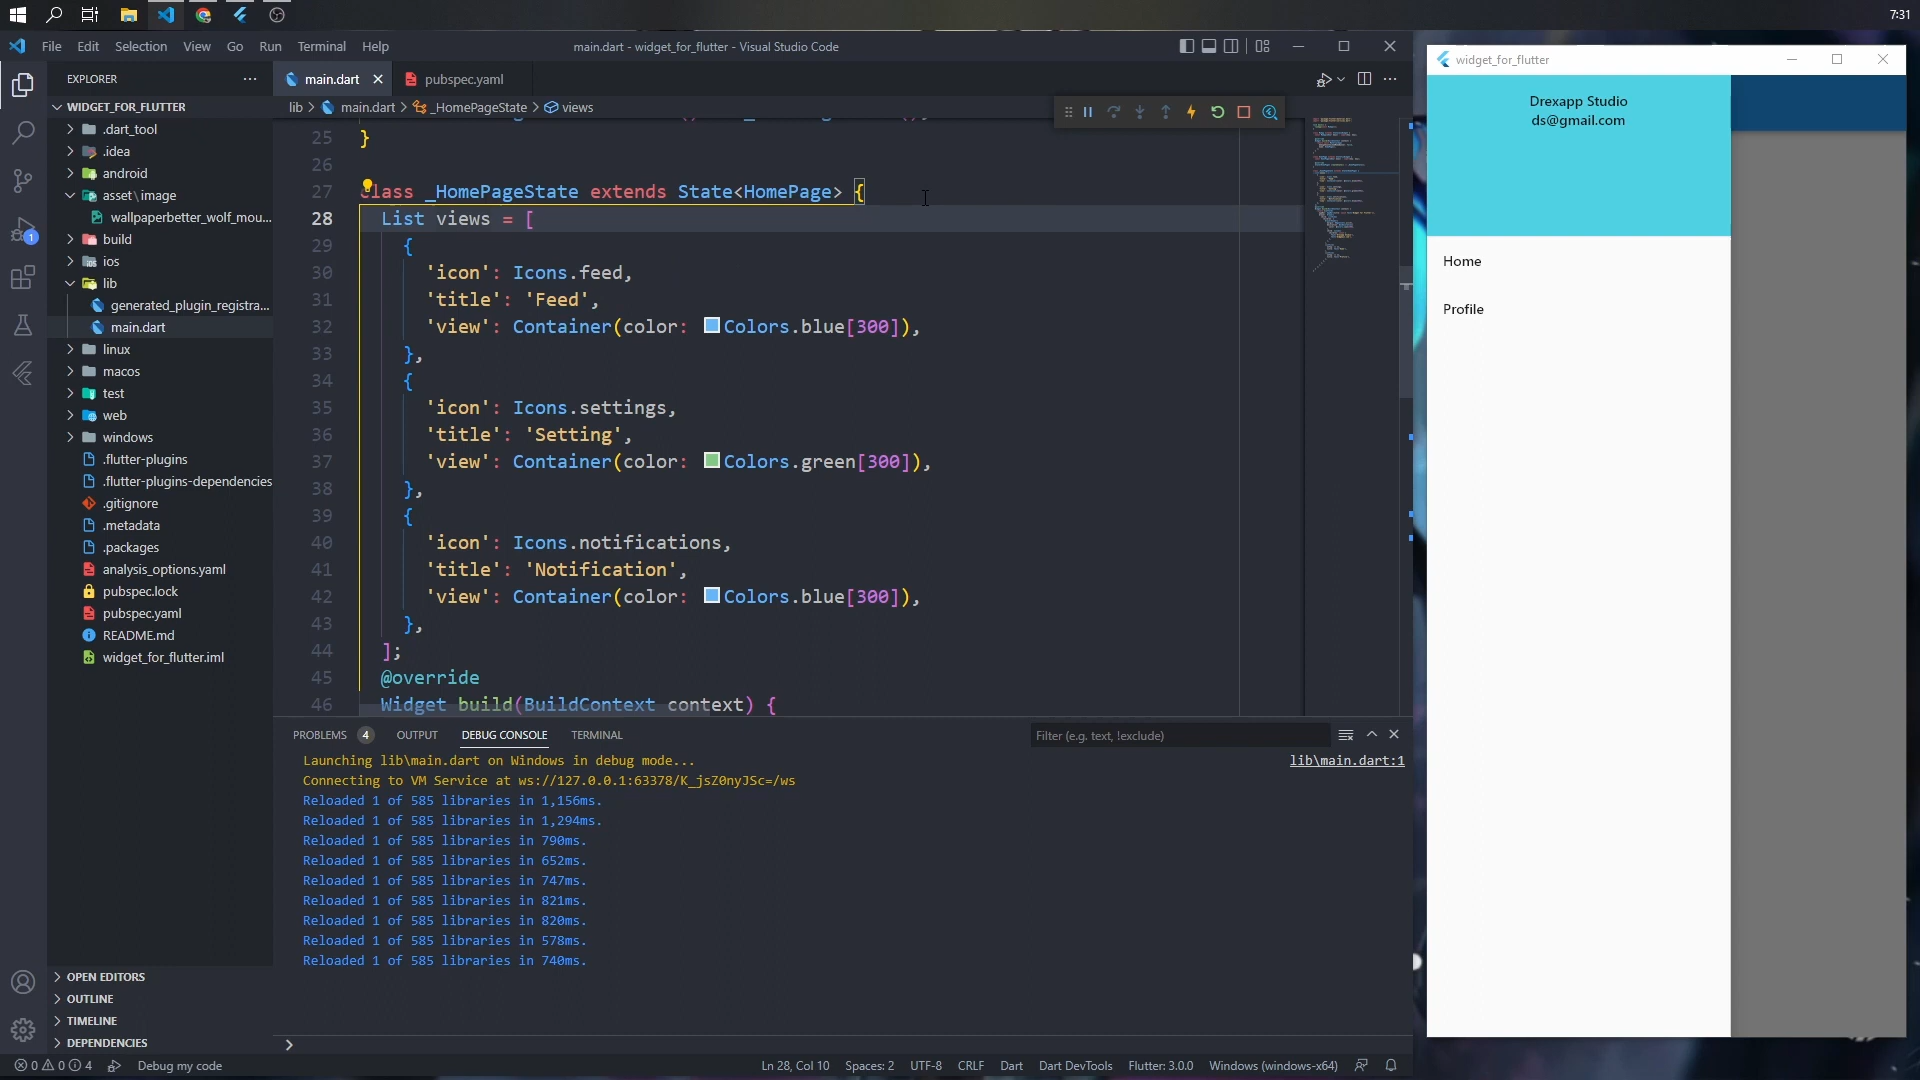 7:31
File Edit Selection View Go Run Terminal Help
main.dart - widget_for_flutter - Visual Studio Code
EXPLORER
WIDGET_FOR_FLUTTER
.dart_tool
.idea
android
asset\image
wallpaperbetter_wolf_mou...
build
ios
lib
generated_plugin_registra...
main.dart
linux
macos
test
web
windows
.flutter-plugins
.flutter-plugins-dependencies
.gitignore
.metadata
.packages
analysis_options.yaml
pubspec.lock
pubspec.yaml
README.md
widget_for_flutter.iml
OPEN EDITORS
OUTLINE
TIMELINE
DEPENDENCIES
1
main.dart pubspec.yaml
lib > main.dart > _HomePageState > views
25 }
26
27 class _HomePageState extends State<HomePage> {
28 List views = [
29 {
30 'icon': Icons.feed,
31 'title': 'Feed',
32 'view': Container(color: Colors.blue[300]),
33 },
34 {
35 'icon': Icons.settings,
36 'title': 'Setting',
37 'view': Container(color: Colors.green[300]),
38 },
39 {
40 'icon': Icons.notifications,
41 'title': 'Notification',
42 'view': Container(color: Colors.blue[300]),
43 },
44 ];
45 @override
46 Widget build(BuildContext context) {
PROBLEMS 4 OUTPUT DEBUG CONSOLE TERMINAL
Filter (e.g. text, !exclude)
Launching lib\main.dart on Windows in debug mode...
lib\main.dart:1
Connecting to VM Service at ws://127.0.0.1:63378/K_jsZ0nyJSc=/ws
Reloaded 1 of 585 libraries in 1,156ms.
Reloaded 1 of 585 libraries in 1,294ms.
Reloaded 1 of 585 libraries in 790ms.
Reloaded 1 of 585 libraries in 652ms.
Reloaded 1 of 585 libraries in 747ms.
Reloaded 1 of 585 libraries in 821ms.
Reloaded 1 of 585 libraries in 820ms.
Reloaded 1 of 585 libraries in 578ms.
Reloaded 1 of 585 libraries in 740ms.
0 0 4 Debug my code
Ln 28, Col 10 Spaces: 2 UTF-8 CRLF Dart Dart DevTools Flutter: 3.0.0 Windows (windows-x64)
widget_for_flutter
Drexapp Studio
ds@gmail.com
Home
Profile